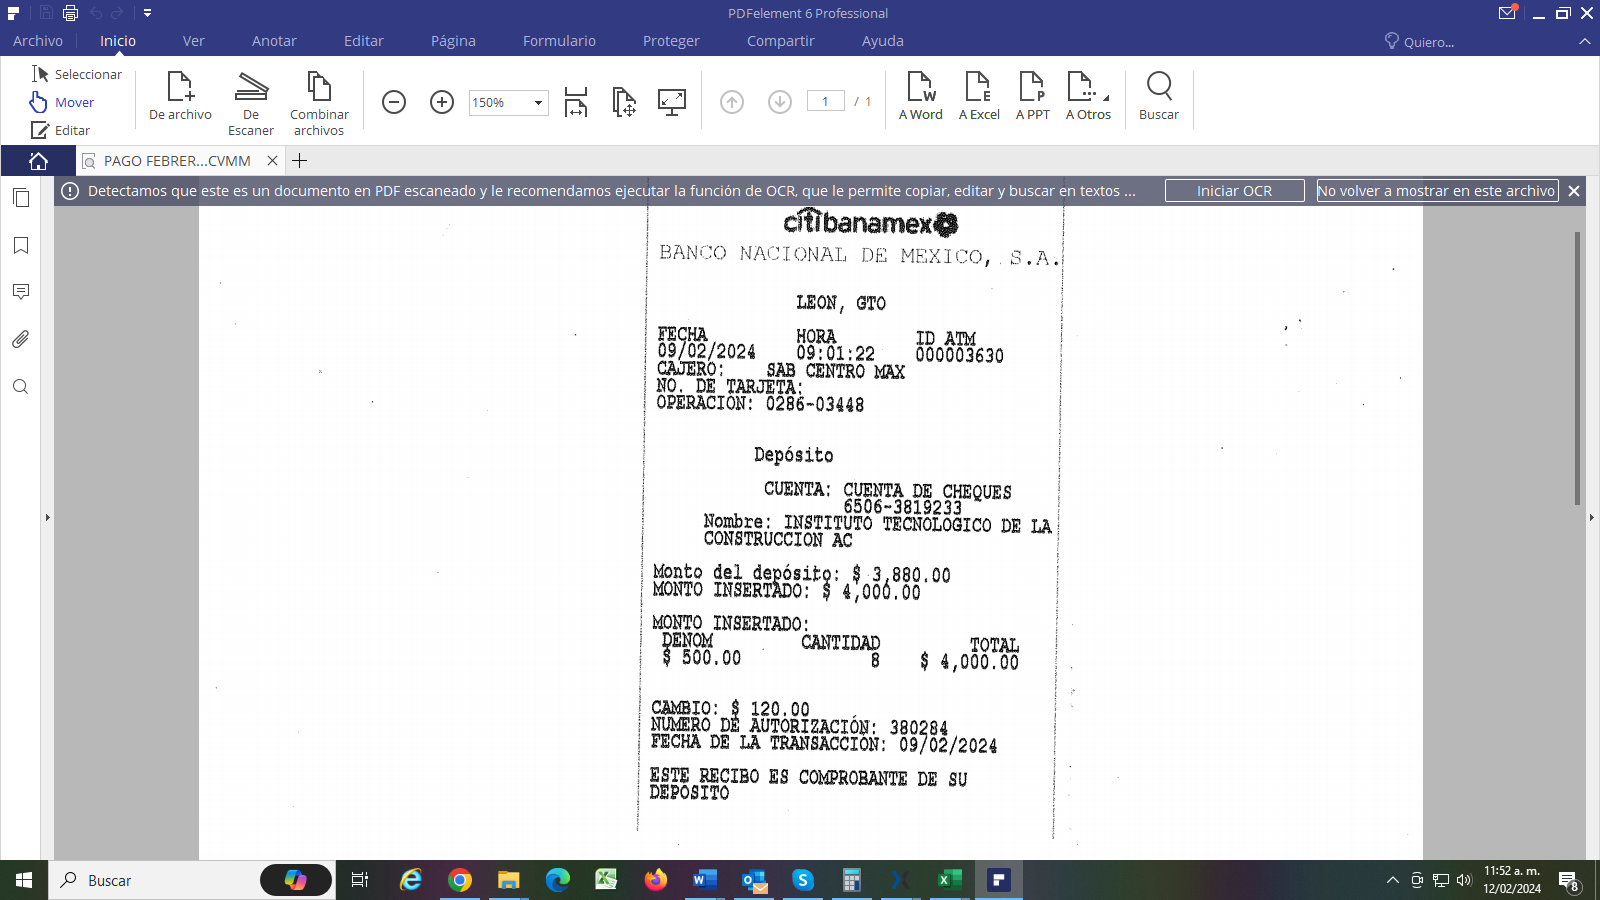 PDFelement 6 Professional
Archivo Inicio Ver Anotar Editar Página Formulario Proteger Compartir Ayuda Quiero...
Seleccionar
Mover
Editar
De archivo
De Escaner
Combinar archivos
150%
1 / 1
A Word A Excel A PPT A Otros
Buscar
PAGO FEBRER...CVMM
Detectamos que este es un documento en PDF escaneado y le recomendamos ejecutar la función de OCR, que le permite copiar, editar y buscar en textos ... Iniciar OCR No volver a mostrar en este archivo
citibanamex
BANCO NACIONAL DE MEXICO, S.A.
LEON, GTO
FECHA HORA ID ATM
09/02/2024 09:01:22 000003630
CAJERO: SAB CENTRO MAX
NO. DE TARJETA:
OPERACION: 0286-03448
Depósito
CUENTA: CUENTA DE CHEQUES
6506-3819233
Nombre: INSTITUTO TECNOLOGICO DE LA
CONSTRUCCION AC
Monto del depósito: $ 3,880.00
MONTO INSERTADO: $ 4,000.00
MONTO INSERTADO:
DENOM CANTIDAD TOTAL
$ 500.00 8 $ 4,000.00
CAMBIO: $ 120.00
NUMERO DE AUTORIZACIÓN: 380284
FECHA DE LA TRANSACCION: 09/02/2024
ESTE RECIBO ES COMPROBANTE DE SU
DEPOSITO
Buscar
11:52 a. m.
12/02/2024
8